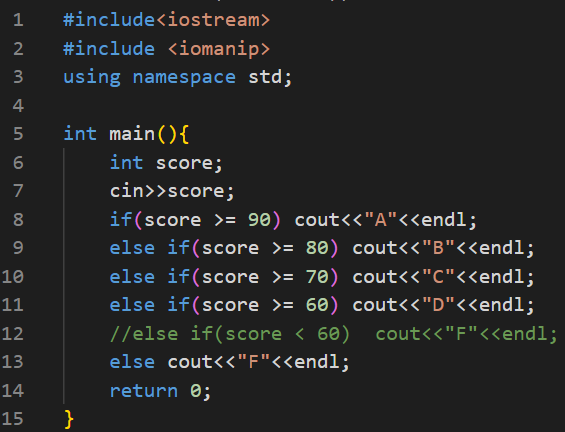 1 #include<iostream>
2 #include <iomanip>
3 using namespace std;
4
5 int main(){
6     int score;
7     cin>>score;
8     if(score >= 90) cout<<"A"<<endl;
9     else if(score >= 80) cout<<"B"<<endl;
10     else if(score >= 70) cout<<"C"<<endl;
11     else if(score >= 60) cout<<"D"<<endl;
12     //else if(score < 60)  cout<<"F"<<endl;
13     else cout<<"F"<<endl;
14     return 0;
15 }